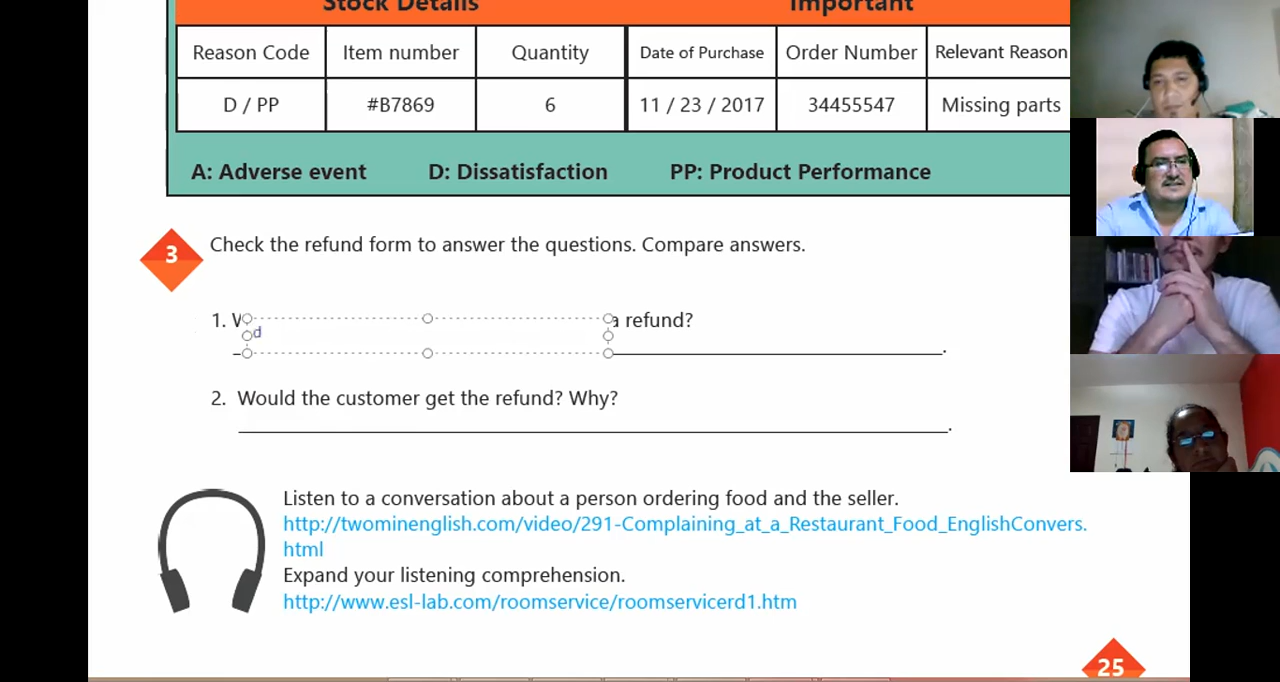 Stock Details Important
Reason Code Item number Quantity Date of Purchase Order Number Relevant Reason
D / PP #B7869 6 11 / 23 / 2017 34455547 Missing parts
A: Adverse event D: Dissatisfaction PP: Product Performance
3 Check the refund form to answer the questions. Compare answers.
1. refund?
d
2. Would the customer get the refund? Why?
Listen to a conversation about a person ordering food and the seller.
http://twominenglish.com/video/291-Complaining_at_a_Restaurant_Food_EnglishConvers.
html
Expand your listening comprehension.
http://www.esl-lab.com/roomservice/roomservicerd1.htm
25